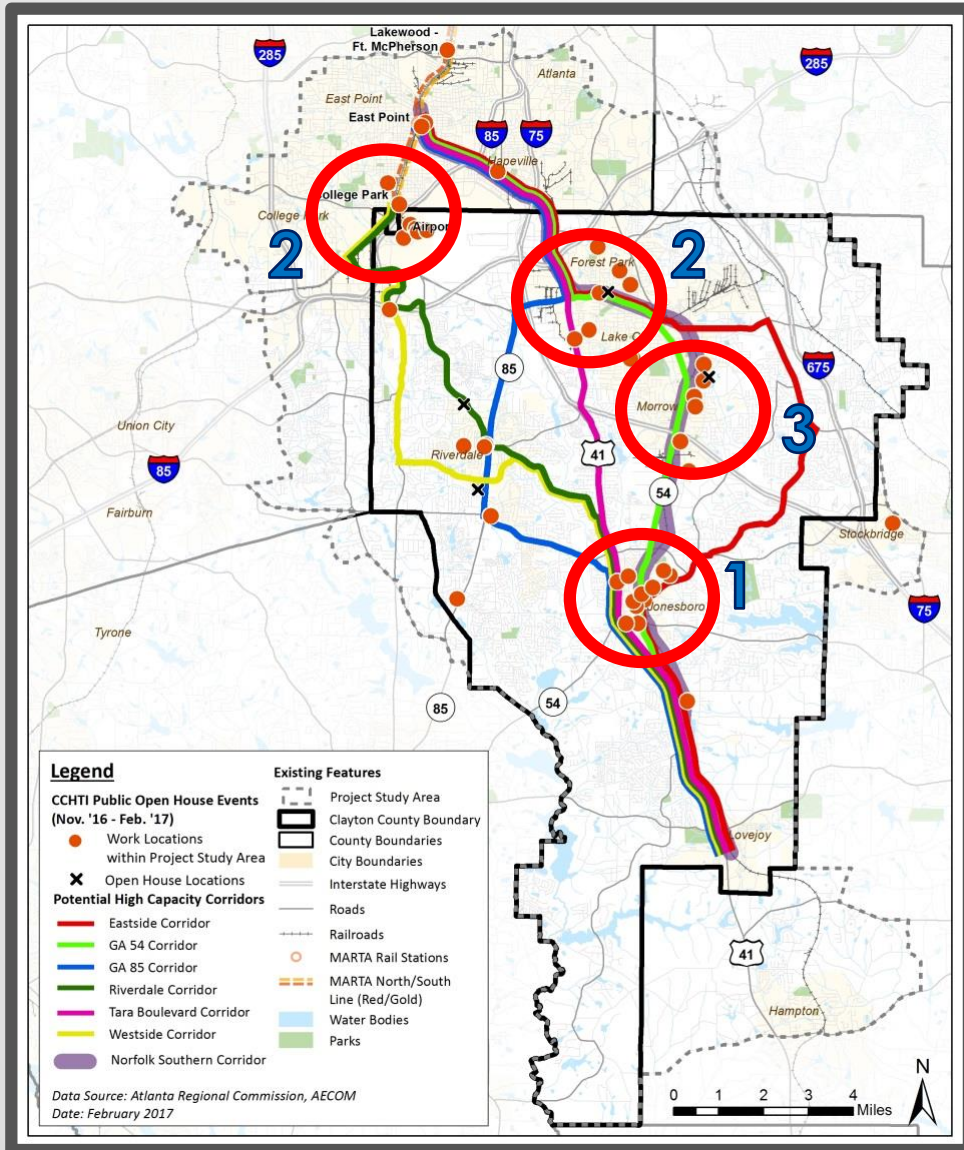 Lakewood -
Ft. McPherson
285
285
Atlanta
East Point
East Point
85
75
Hapeville
College Park
College Park
Airport
2
2
Forest Park
Lake C
85
675
Morrow
3
Union City
41
Riverdale
85
54
Fairburn
Stockbridge
1
Jonesboro
75
Tyrone
85
54
Lovejoy
41
Hampton
Legend
CCHTI Public Open House Events
(Nov. '16 - Feb. '17)
Work Locations
within Project Study Area
Open House Locations
Potential High Capacity Corridors
Eastside Corridor
GA 54 Corridor
GA 85 Corridor
Riverdale Corridor
Tara Boulevard Corridor
Westside Corridor
Norfolk Southern Corridor
Existing Features
Project Study Area
Clayton County Boundary
County Boundaries
City Boundaries
Interstate Highways
Roads
Railroads
MARTA Rail Stations
MARTA North/South
Line (Red/Gold)
Water Bodies
Parks
Data Source: Atlanta Regional Commission, AECOM
Date: February 2017
N
0 1 2 3 4
Miles